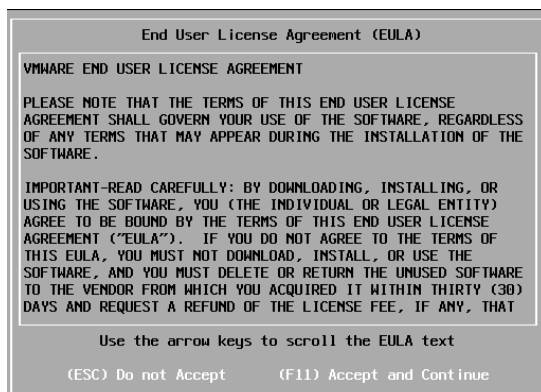 End User License Agreement (EULA)
VMWARE END USER LICENSE AGREEMENT
PLEASE NOTE THAT THE TERMS OF THIS END USER LICENSE
AGREEMENT SHALL GOVERN YOUR USE OF THE SOFTWARE, REGARDLESS
OF ANY TERMS THAT MAY APPEAR DURING THE INSTALLATION OF THE
SOFTWARE.
IMPORTANT-READ CAREFULLY: BY DOWNLOADING, INSTALLING, OR
USING THE SOFTWARE, YOU (THE INDIVIDUAL OR LEGAL ENTITY)
AGREE TO BE BOUND BY THE TERMS OF THIS END USER LICENSE
AGREEMENT ("EULA").  IF YOU DO NOT AGREE TO THE TERMS OF
THIS EULA, YOU MUST NOT DOWNLOAD, INSTALL, OR USE THE
SOFTWARE, AND YOU MUST DELETE OR RETURN THE UNUSED SOFTWARE
TO THE VENDOR FROM WHICH YOU ACQUIRED IT WITHIN THIRTY (30)
DAYS AND REQUEST A REFUND OF THE LICENSE FEE, IF ANY, THAT
Use the arrow keys to scroll the EULA text
(ESC) Do not Accept (F11) Accept and Continue